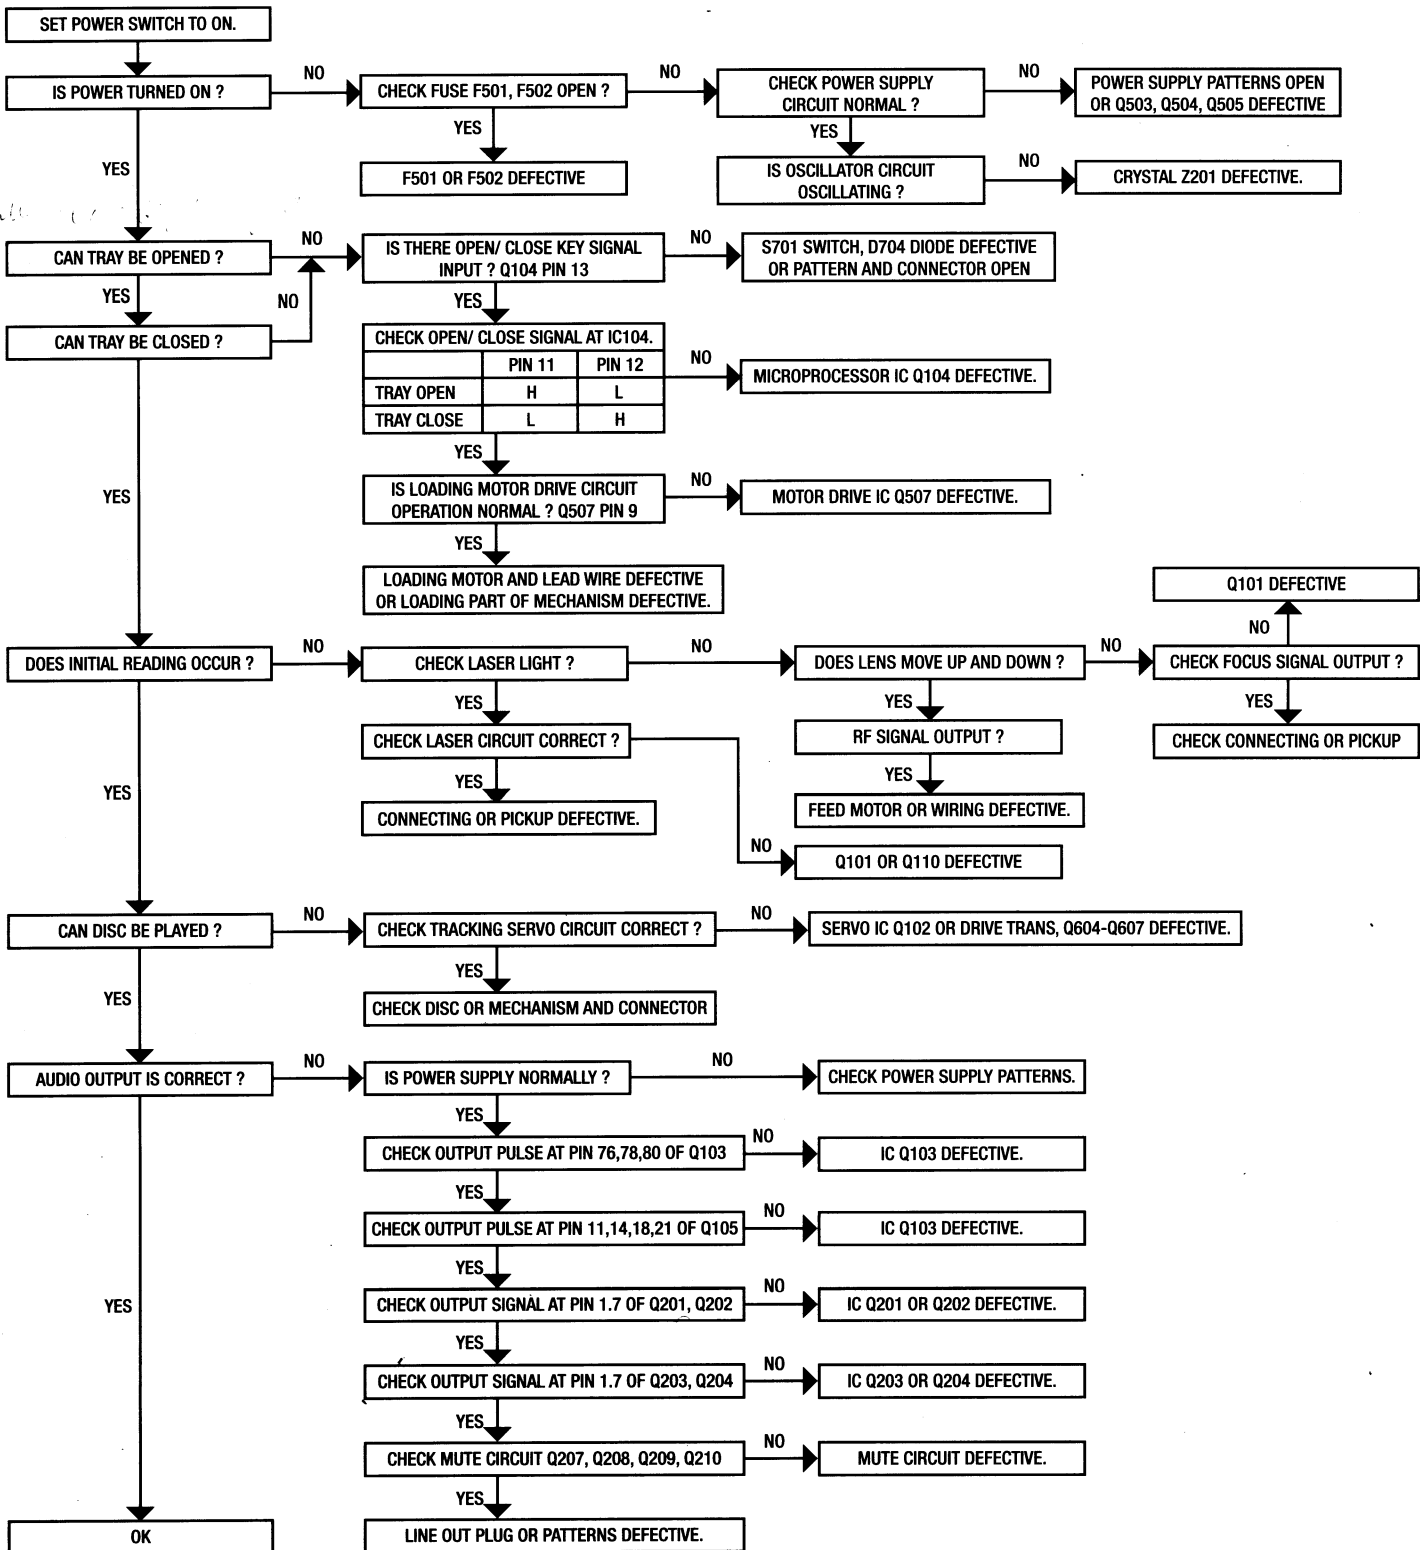 SET POWER SWITCH TO ON.
IS POWER TURNED ON ?
NO
CHECK FUSE F501, F502 OPEN ?
NO
CHECK POWER SUPPLY
CIRCUIT NORMAL ?
NO
POWER SUPPLY PATTERNS OPEN
OR Q503, Q504, Q505 DEFECTIVE
YES
YES
YES
F501 OR F502 DEFECTIVE
IS OSCILLATOR CIRCUIT
OSCILLATING ?
NO
CRYSTAL Z201 DEFECTIVE.
CAN TRAY BE OPENED ?
NO
IS THERE OPEN/ CLOSE KEY SIGNAL
INPUT ? Q104 PIN 13
NO
S701 SWITCH, D704 DIODE DEFECTIVE
OR PATTERN AND CONNECTOR OPEN
YES
NO
YES
CAN TRAY BE CLOSED ?
CHECK OPEN/ CLOSE SIGNAL AT IC104.
PIN 11 PIN 12
TRAY OPEN H L
TRAY CLOSE L H
NO
MICROPROCESSOR IC Q104 DEFECTIVE.
YES
YES
IS LOADING MOTOR DRIVE CIRCUIT
OPERATION NORMAL ? Q507 PIN 9
NO
MOTOR DRIVE IC Q507 DEFECTIVE.
YES
LOADING MOTOR AND LEAD WIRE DEFECTIVE
OR LOADING PART OF MECHANISM DEFECTIVE.
Q101 DEFECTIVE
NO
DOES INITIAL READING OCCUR ?
NO
CHECK LASER LIGHT ?
NO
DOES LENS MOVE UP AND DOWN ?
NO
CHECK FOCUS SIGNAL OUTPUT ?
YES
YES
YES
CHECK LASER CIRCUIT CORRECT ?
RF SIGNAL OUTPUT ?
CHECK CONNECTING OR PICKUP
YES
YES
YES
CONNECTING OR PICKUP DEFECTIVE.
FEED MOTOR OR WIRING DEFECTIVE.
NO
Q101 OR Q110 DEFECTIVE
CAN DISC BE PLAYED ?
NO
CHECK TRACKING SERVO CIRCUIT CORRECT ?
NO
SERVO IC Q102 OR DRIVE TRANS, Q604-Q607 DEFECTIVE.
YES
YES
CHECK DISC OR MECHANISM AND CONNECTOR
AUDIO OUTPUT IS CORRECT ?
NO
IS POWER SUPPLY NORMALLY ?
NO
CHECK POWER SUPPLY PATTERNS.
YES
CHECK OUTPUT PULSE AT PIN 76,78,80 OF Q103
NO
IC Q103 DEFECTIVE.
YES
CHECK OUTPUT PULSE AT PIN 11,14,18,21 OF Q105
NO
IC Q103 DEFECTIVE.
YES
YES
CHECK OUTPUT SIGNAL AT PIN 1.7 OF Q201, Q202
NO
IC Q201 OR Q202 DEFECTIVE.
YES
CHECK OUTPUT SIGNAL AT PIN 1.7 OF Q203, Q204
NO
IC Q203 OR Q204 DEFECTIVE.
YES
CHECK MUTE CIRCUIT Q207, Q208, Q209, Q210
NO
MUTE CIRCUIT DEFECTIVE.
YES
OK
LINE OUT PLUG OR PATTERNS DEFECTIVE.